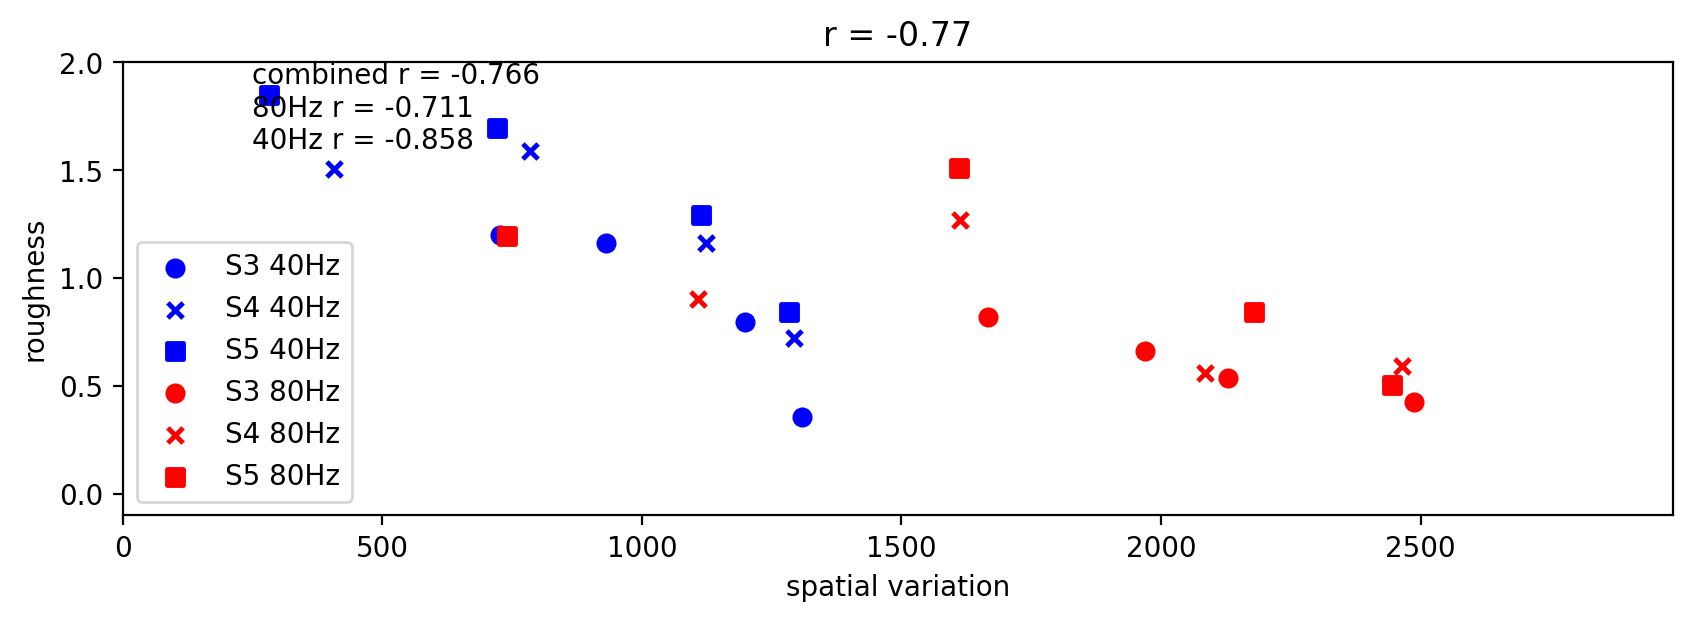 r = -0.77
combined r = -0.766
80Hz r = -0.711
40Hz r = -0.858
2.0
1.5
1.0
0.5
0.0
roughness
S3 40Hz
S4 40Hz
S5 40Hz
S3 80Hz
S4 80Hz
S5 80Hz
0 500 1000 1500 2000 2500
spatial variation